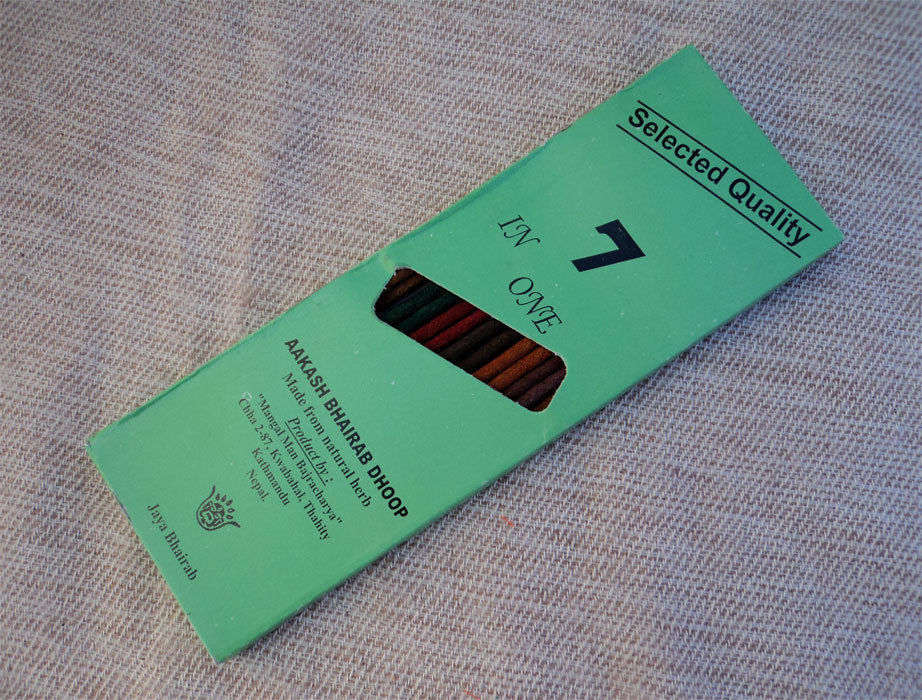 Selected Quality
7
IN
ONE
AAKASH BHAIRAB DHOOP
Made from natural herb
Product by :
"Mangal Man Bajracharya"
Chha 2-87, Kwabahal, Thahity
Kathmandu
Nepal,
Jaya Bhairab